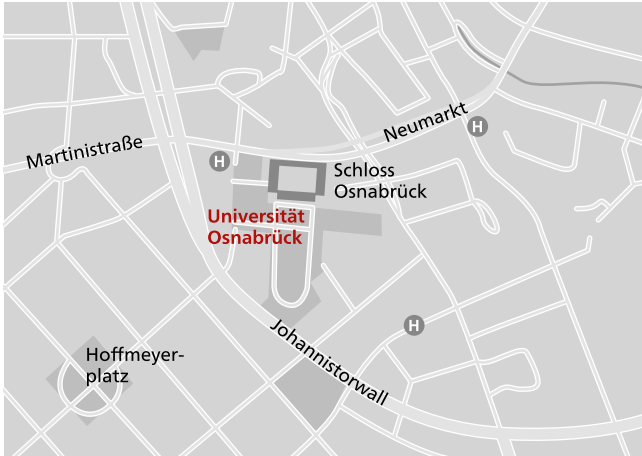 Neumarkt
H
Martinistraße
H
Schloss
Osnabrück
Universität
Osnabrück
H
Johannistorwall
Hoffmeyer-
platz